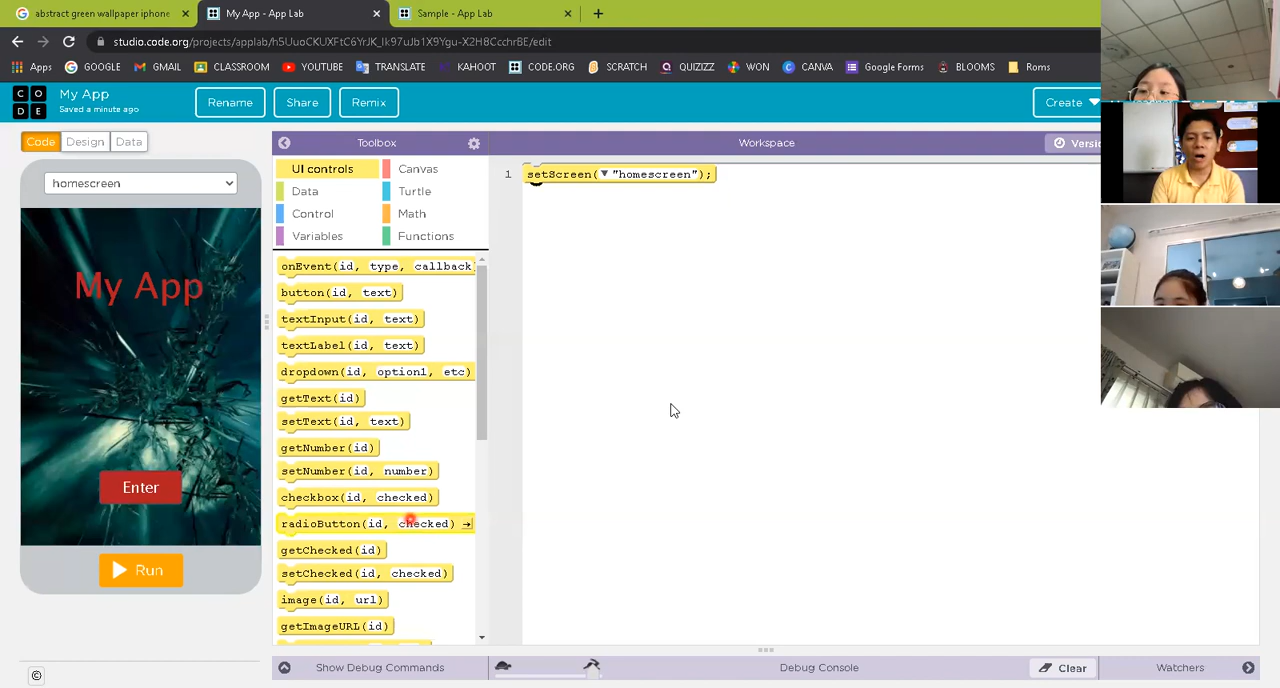 abstract green wallpaper iphone
My App - App Lab
Sample - App Lab
studio.code.org/projects/applab/h5UuoCKUXFtC6YrJK_Ik97uJb1X9Ygu-X2H8CcchrBE/edit
Apps GOOGLE GMAIL CLASSROOM YOUTUBE TRANSLATE KAHOOT CODE.ORG SCRATCH QUIZIZZ WON CANVA Google Forms BLOOMS Roms
C O
D E
My App
Saved a minute ago
Rename Share Remix Create
Code Design Data
Toolbox
Workspace
Versi
homescreen
My App
Enter
Run
UI controls Canvas
Data Turtle
Control Math
Variables Functions
onEvent(id, type, callback
button(id, text)
textInput(id, text)
textLabel(id, text)
dropdown(id, option1, etc)
getText(id)
setText(id, text)
getNumber(id)
setNumber(id, number)
checkbox(id, checked)
radioButton(id, checked)
getChecked(id)
setChecked(id, checked)
image(id, url)
getImageURL(id)
1 setScreen( "homescreen");
©
Show Debug Commands
Debug Console
Clear
Watchers